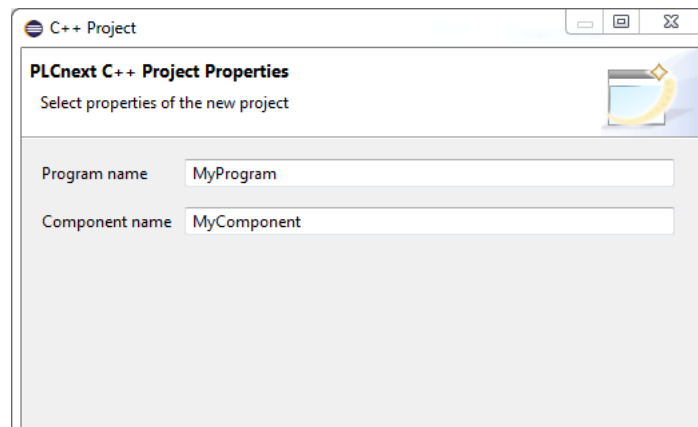 C++ Project
PLCnext C++ Project Properties
Select properties of the new project
Program name MyProgram
Component name MyComponent